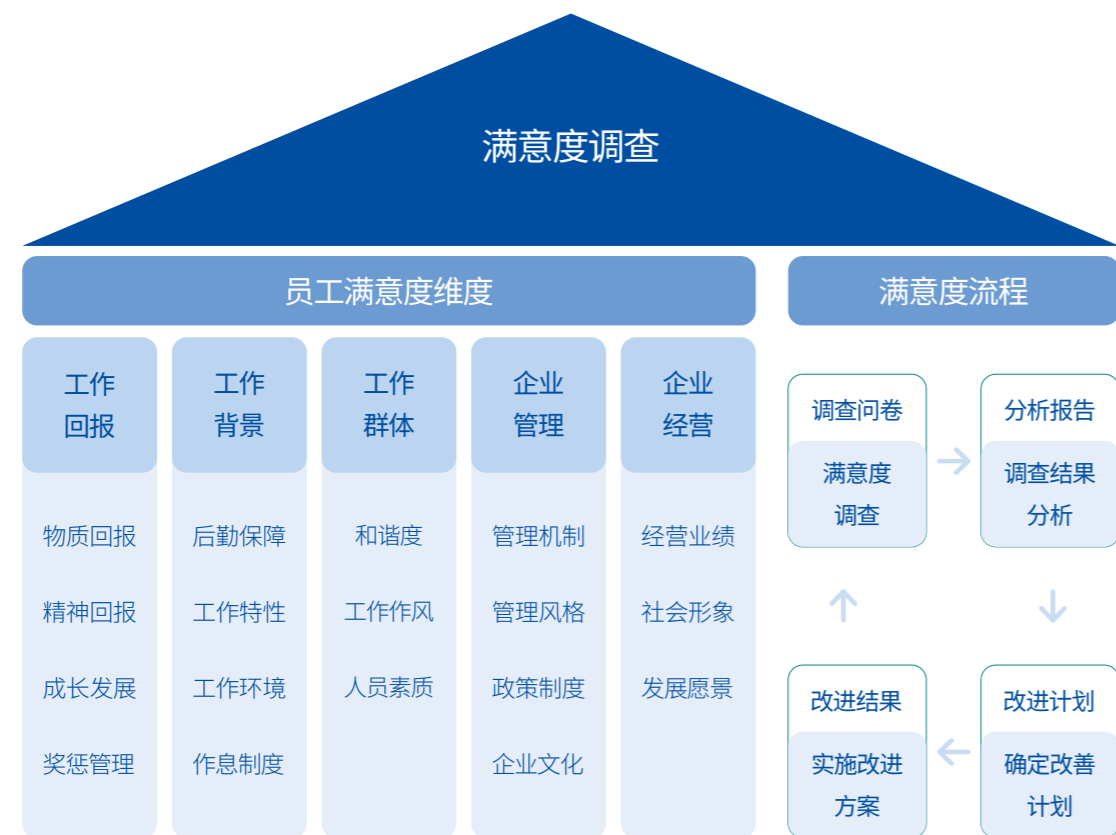 满意度调查
员工满意度维度
工作
回报
物质回报
精神回报
成长发展
奖惩管理
工作
背景
后勤保障
工作特性
工作环境
作息制度
工作
群体
和谐度
工作作风
人员素质
企业
管理
管理机制
管理风格
政策制度
企业文化
企业
经营
经营业绩
社会形象
发展愿景
满意度流程
调查问卷
满意度
调查
分析报告
调查结果
分析
改进计划
确定改善
计划
改进结果
实施改进
方案